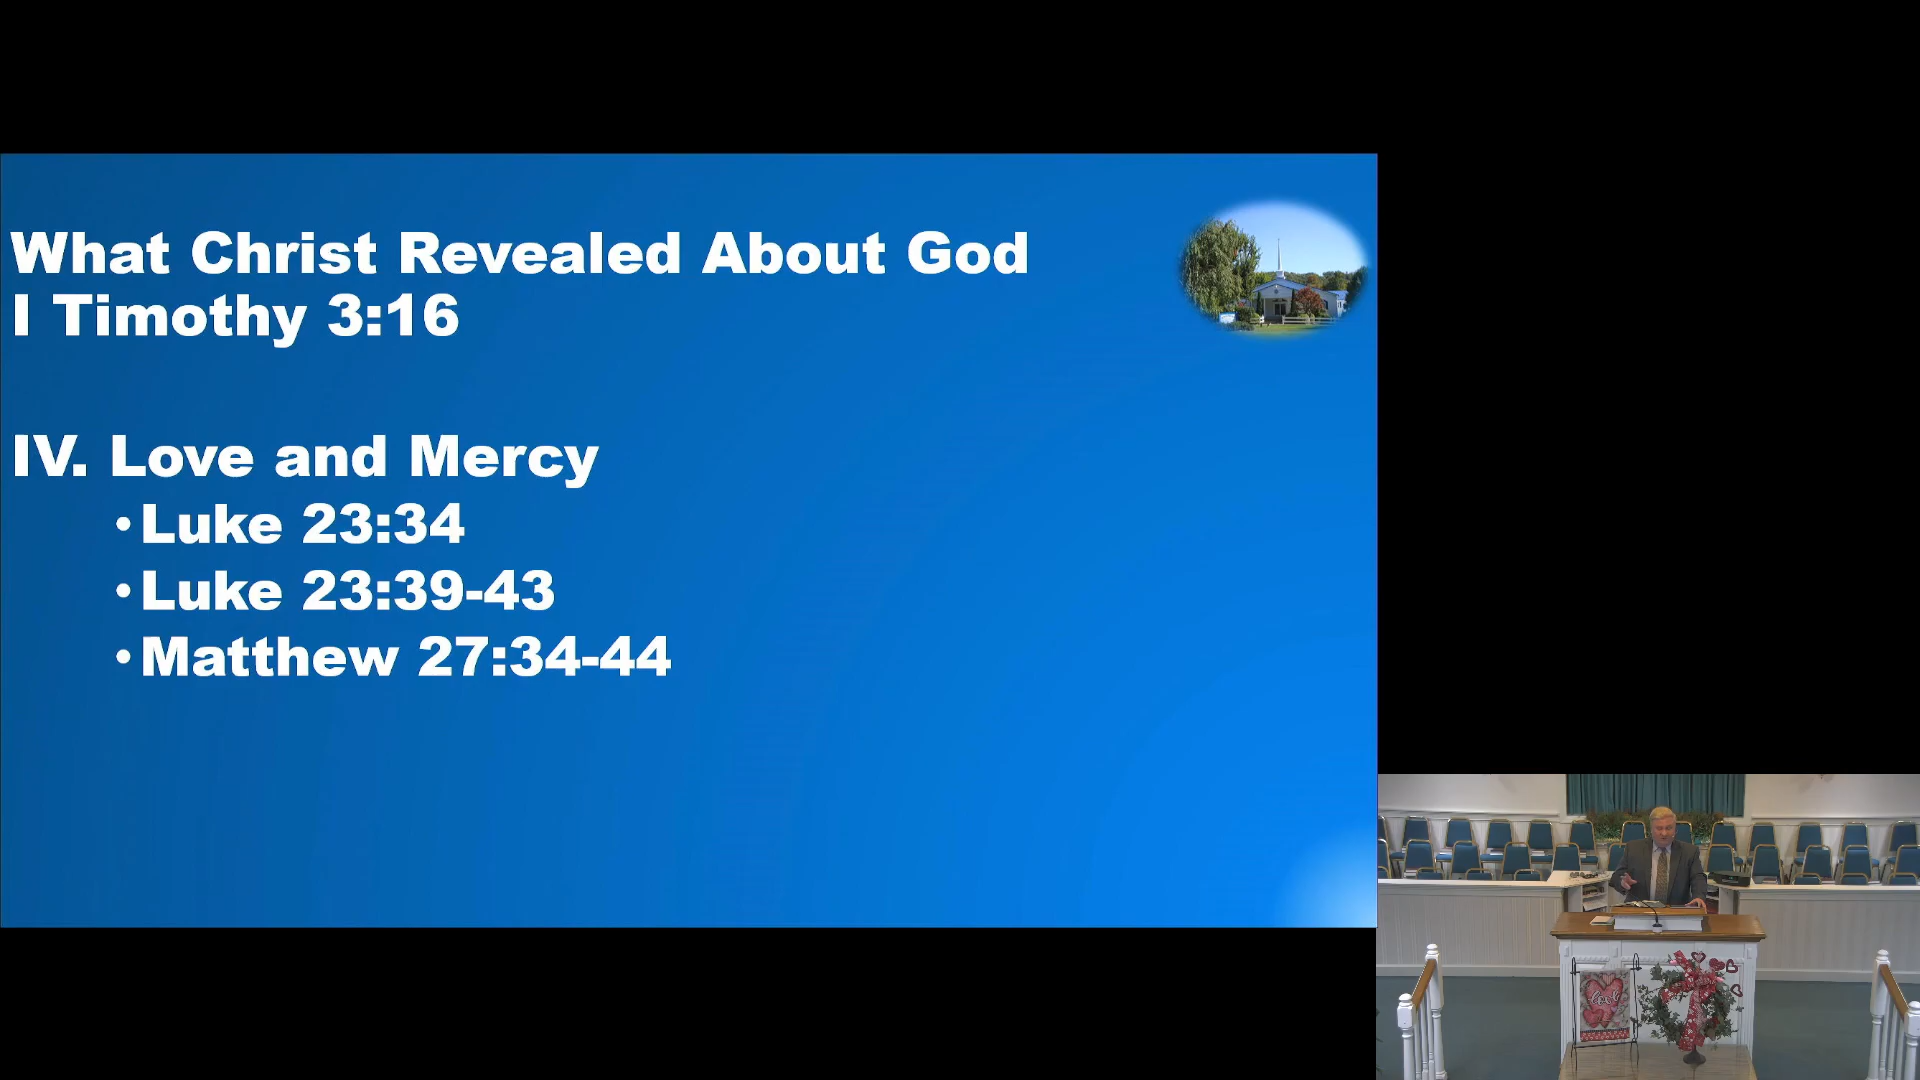 What Christ Revealed About God
I Timothy 3:16
IV. Love and Mercy
•Luke 23:34
•Luke 23:39-43
•Matthew 27:34-44
love